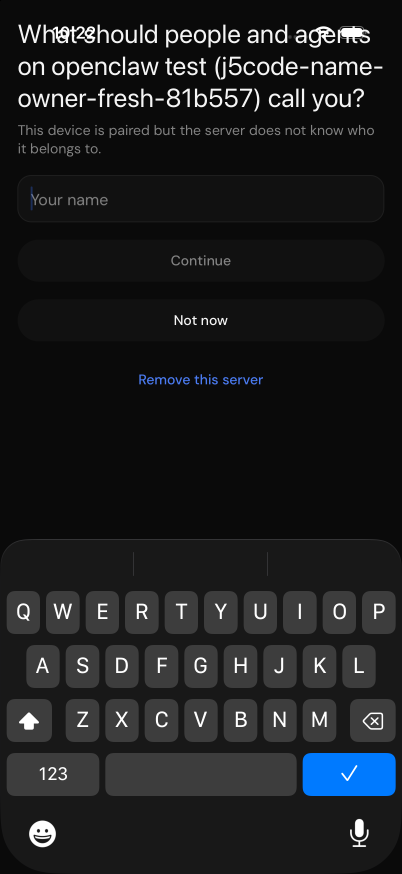 10:22
What should people and agents
on openclaw test (j5code-name-
owner-fresh-81b557) call you?
This device is paired but the server does not know who
it belongs to.
Your name
Continue
Not now
Remove this server
Q W E R T Y U I O P
A S D F G H J K L
Z X C V B N M
123